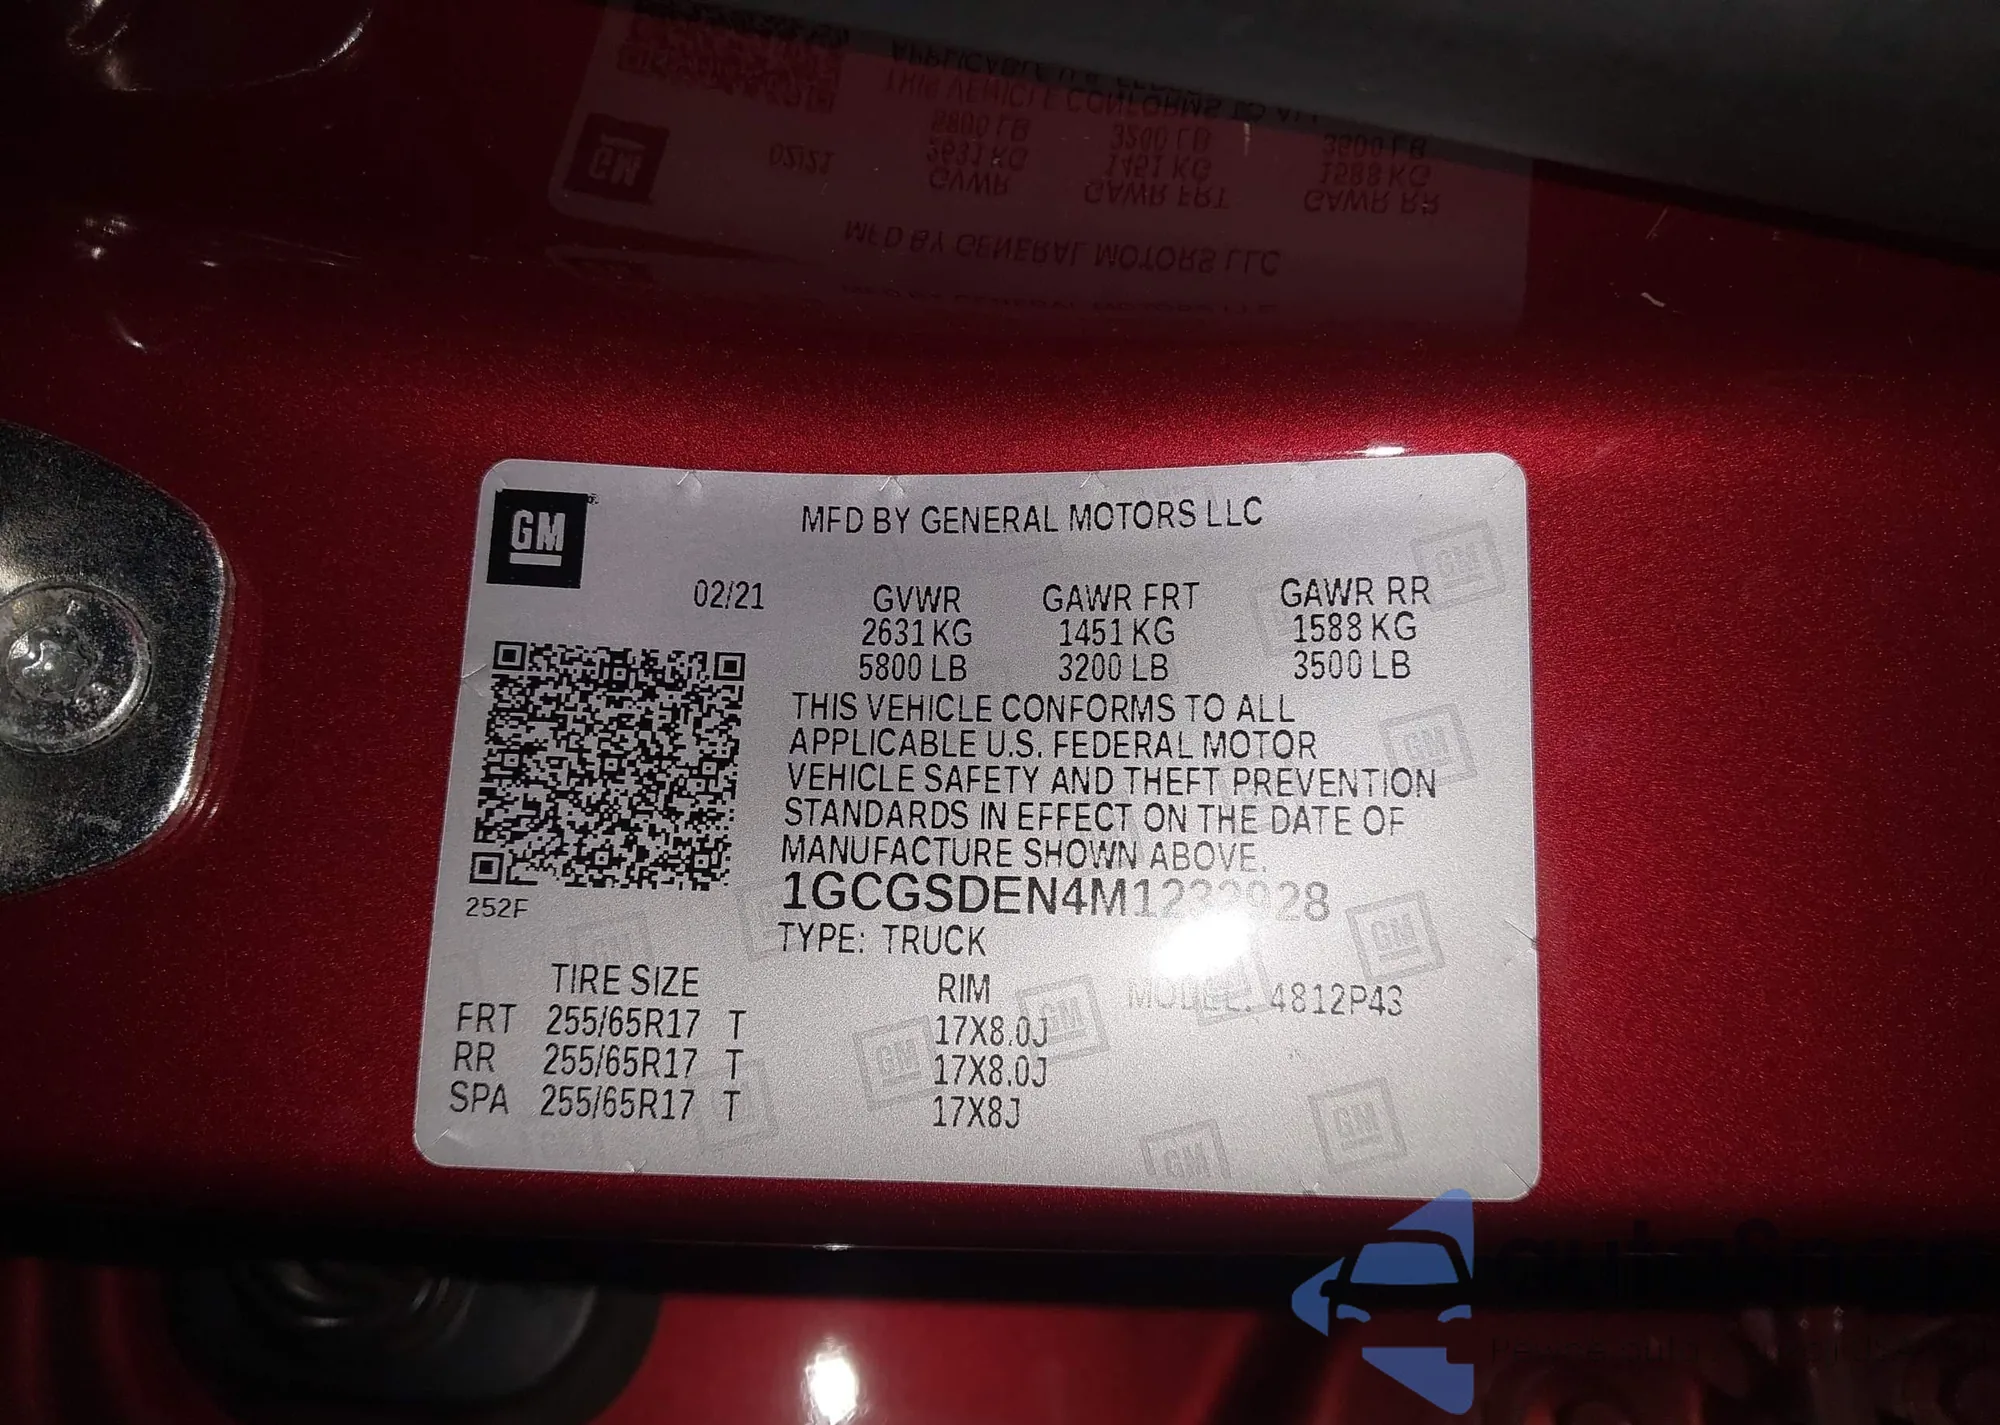 GM
MFD BY GENERAL MOTORS LLC
02/21 GVWR GAWR FRT GAWR RR
2631 KG 1451 KG 1588 KG
5800 LB 3200 LB 3500 LB
THIS VEHICLE CONFORMS TO ALL
APPLICABLE U.S. FEDERAL MOTOR
VEHICLE SAFETY AND THEFT PREVENTION
STANDARDS IN EFFECT ON THE DATE OF
MANUFACTURE SHOWN ABOVE.
252F
TYPE: TRUCK
TIRE SIZE RIM MODEL: 4812P43
FRT 255/65R17 T 17X8.0J
RR 255/65R17 T 17X8.0J
SPA 255/65R17 T 17X8J